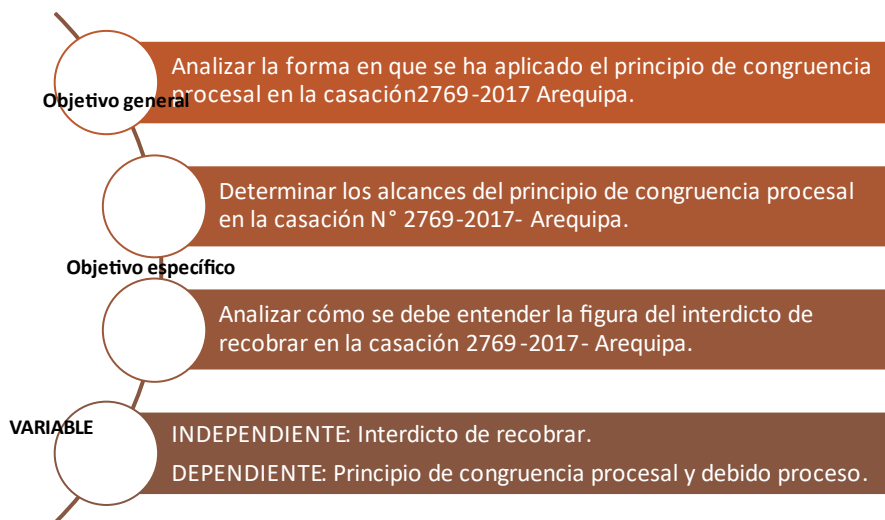 Objetivo general
Analizar la forma en que se ha aplicado el principio de congruencia
procesal en la casación2769-2017 Arequipa.
Determinar los alcances del principio de congruencia procesal
en la casación N° 2769-2017- Arequipa.
Objetivo específico
Analizar cómo se debe entender la figura del interdicto de
recobrar en la casación 2769-2017- Arequipa.
VARIABLE
INDEPENDIENTE: Interdicto de recobrar.
DEPENDIENTE: Principio de congruencia procesal y debido proceso.